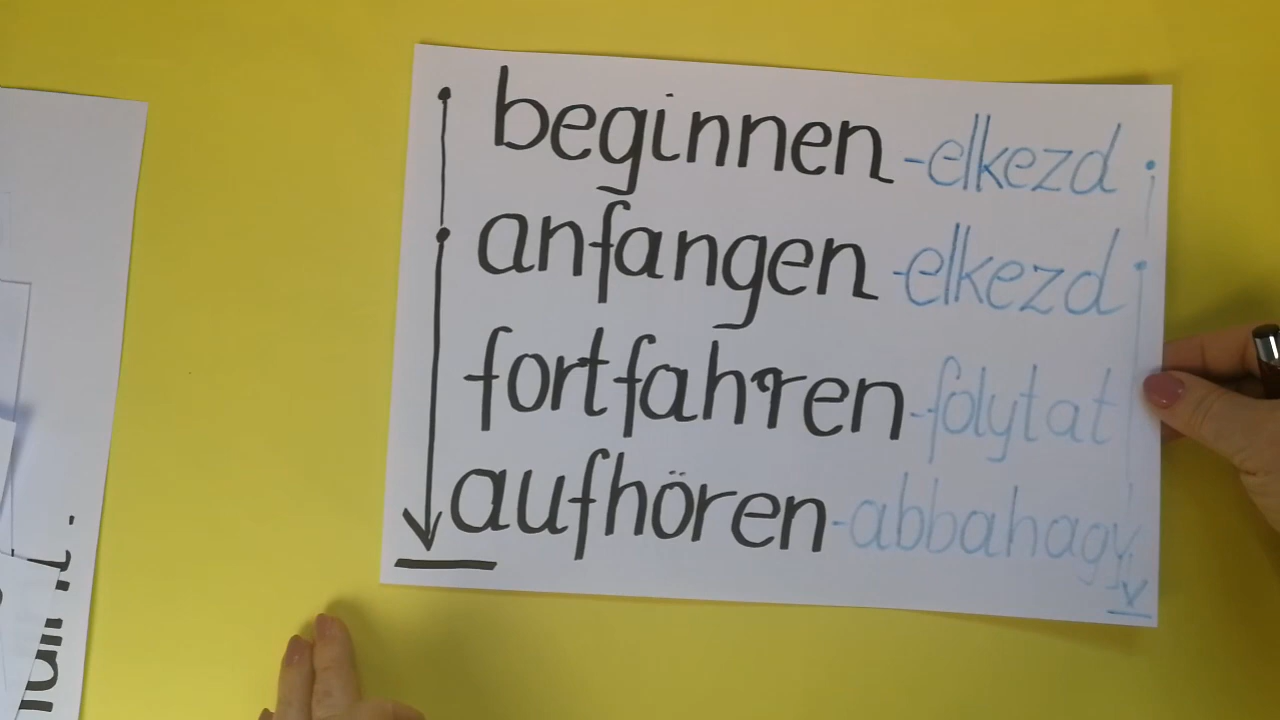 beginnen -elkezd
anfangen -elkezd
fortfahren -folytat
aufhören -abbahagy